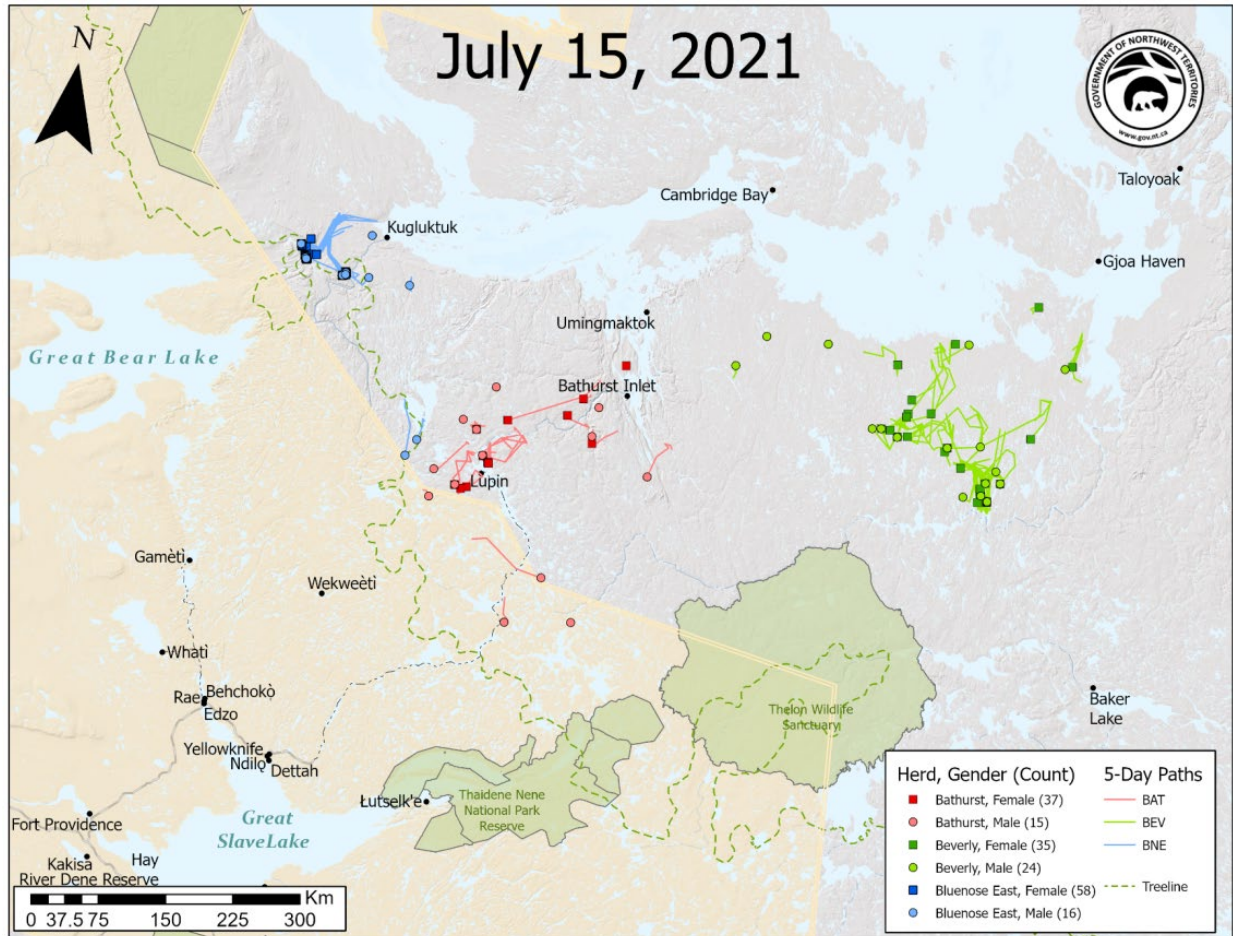 July 15, 2021
N
GOVERNMENT OF NORTHWEST TERRITORIES
www.gov.nt.ca
Taloyoak
Cambridge Bay
Kugluktuk
Gjoa Haven
Umingmaktok
Great Bear Lake
Bathurst Inlet
Lupin
Gamètì
Wekweètì
Whatì
Rae
Behchokǫ̀
Edzo
Baker
Lake
Thelon Wildlife
Sanctuary
Yellowknife
Ndilǫ
Dettah
Łutselk'e
Thaidene Nene
National Park
Reserve
Fort Providence
Great
Slave Lake
Kakisa
Hay
River Dene Reserve
Km
0 37.5 75 150 225 300
Herd, Gender (Count)
Bathurst, Female (37)
Bathurst, Male (15)
Beverly, Female (35)
Beverly, Male (24)
Bluenose East, Female (58)
Bluenose East, Male (16)
5-Day Paths
BAT
BEV
BNE
Treeline